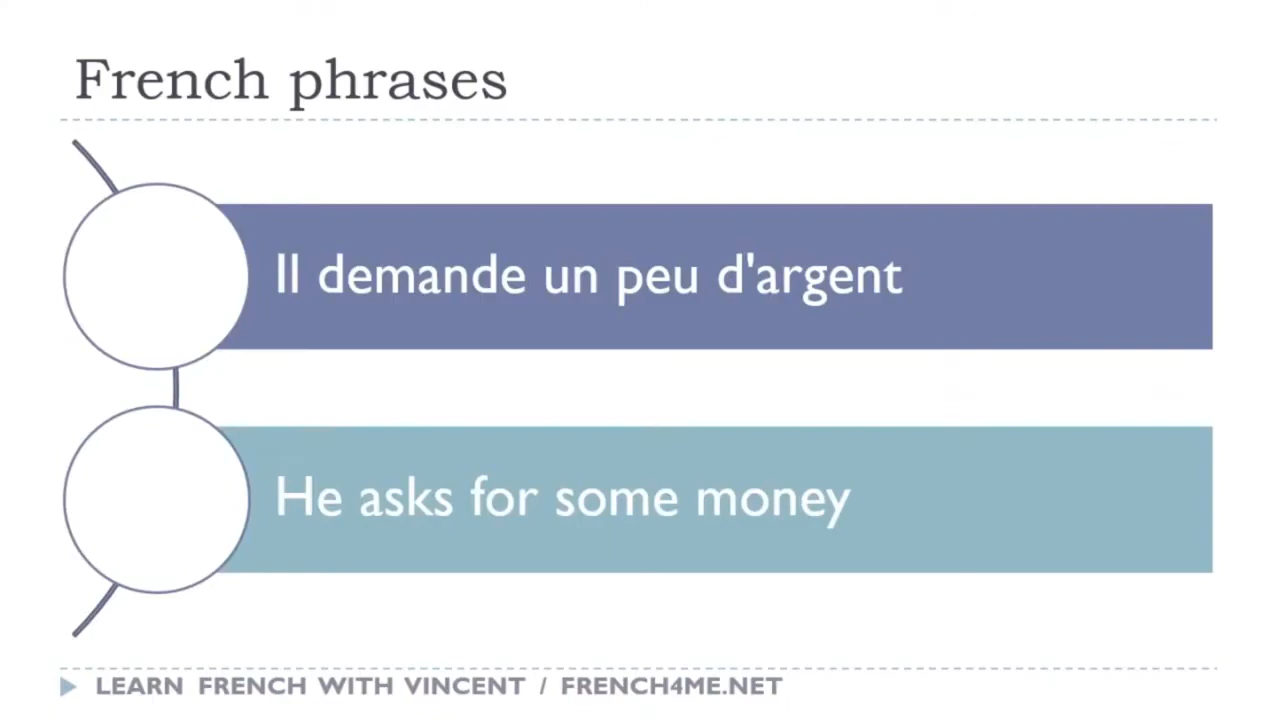 French phrases
Il demande un peu d'argent
He asks for some money
LEARN FRENCH WITH VINCENT / FRENCH4ME.NET